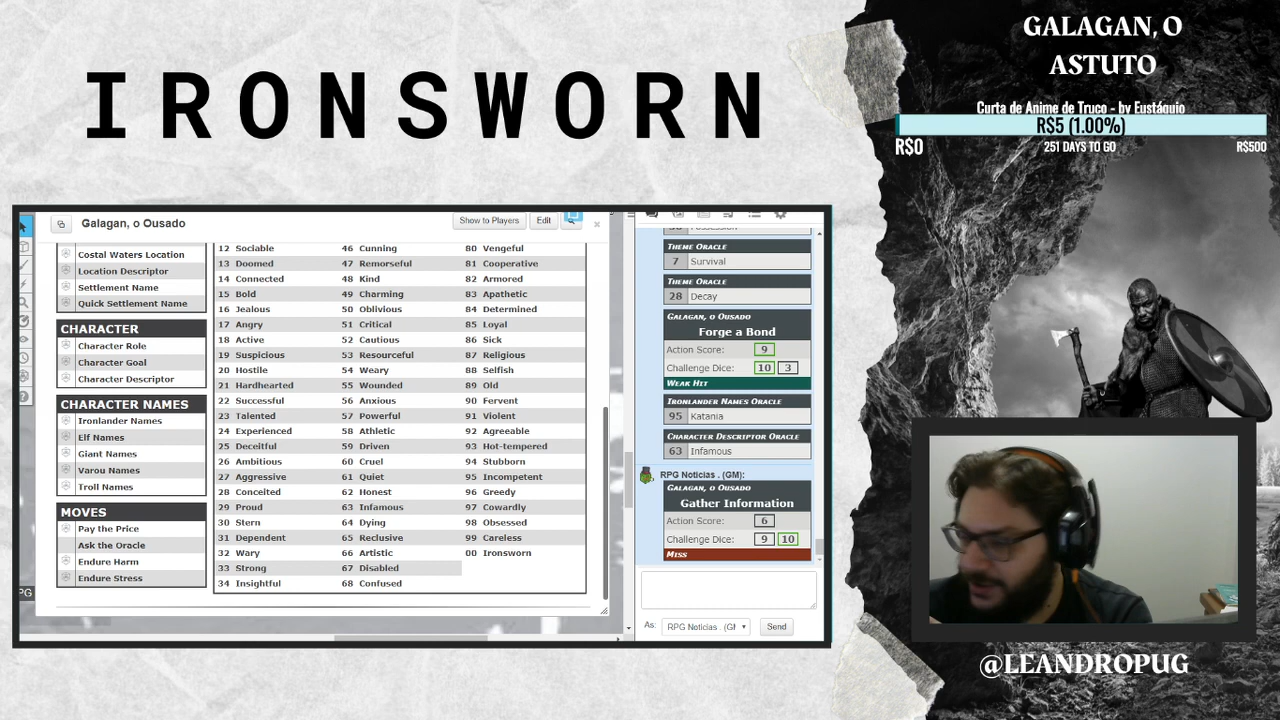 IRONSWORN
GALAGAN, O
ASTUTO
Curta de Anime de Truco - by Eustáquio
R$5 (1.00%)
R$0
251 DAYS TO GO
R$500
Galagan, o Ousado
Show to Players
Edit
Costal Waters Location
Location Descriptor
Settlement Name
Quick Settlement Name
CHARACTER
Character Role
Character Goal
Character Descriptor
CHARACTER NAMES
Ironlander Names
Elf Names
Giant Names
Varou Names
Troll Names
MOVES
Pay the Price
Ask the Oracle
Endure Harm
Endure Stress
12 Sociable 46 Cunning 80 Vengeful
13 Doomed 47 Remorseful 81 Cooperative
14 Connected 48 Kind 82 Armored
15 Bold 49 Charming 83 Apathetic
16 Jealous 50 Oblivious 84 Determined
17 Angry 51 Critical 85 Loyal
18 Active 52 Cautious 86 Sick
19 Suspicious 53 Resourceful 87 Religious
20 Hostile 54 Weary 88 Selfish
21 Hardhearted 55 Wounded 89 Old
22 Successful 56 Anxious 90 Fervent
23 Talented 57 Powerful 91 Violent
24 Experienced 58 Athletic 92 Agreeable
25 Deceitful 59 Driven 93 Hot-tempered
26 Ambitious 60 Cruel 94 Stubborn
27 Aggressive 61 Quiet 95 Incompetent
28 Conceited 62 Honest 96 Greedy
29 Proud 63 Infamous 97 Cowardly
30 Stern 64 Dying 98 Obsessed
31 Dependent 65 Reclusive 99 Careless
32 Wary 66 Artistic 00 Ironsworn
33 Strong 67 Disabled
34 Insightful 68 Confused
THEME ORACLE
7 Survival
THEME ORACLE
28 Decay
GALAGAN, O OUSADO
Forge a Bond
Action Score: 9
Challenge Dice: 10 3
WEAK HIT
IRONLANDER NAMES ORACLE
95 Katania
CHARACTER DESCRIPTOR ORACLE
63 Infamous
RPG Noticias . (GM):
GALAGAN, O OUSADO
Gather Information
Action Score: 6
Challenge Dice: 9 10
MISS
As: RPG Noticias . (GM
Send
PG
@LEANDROPUG